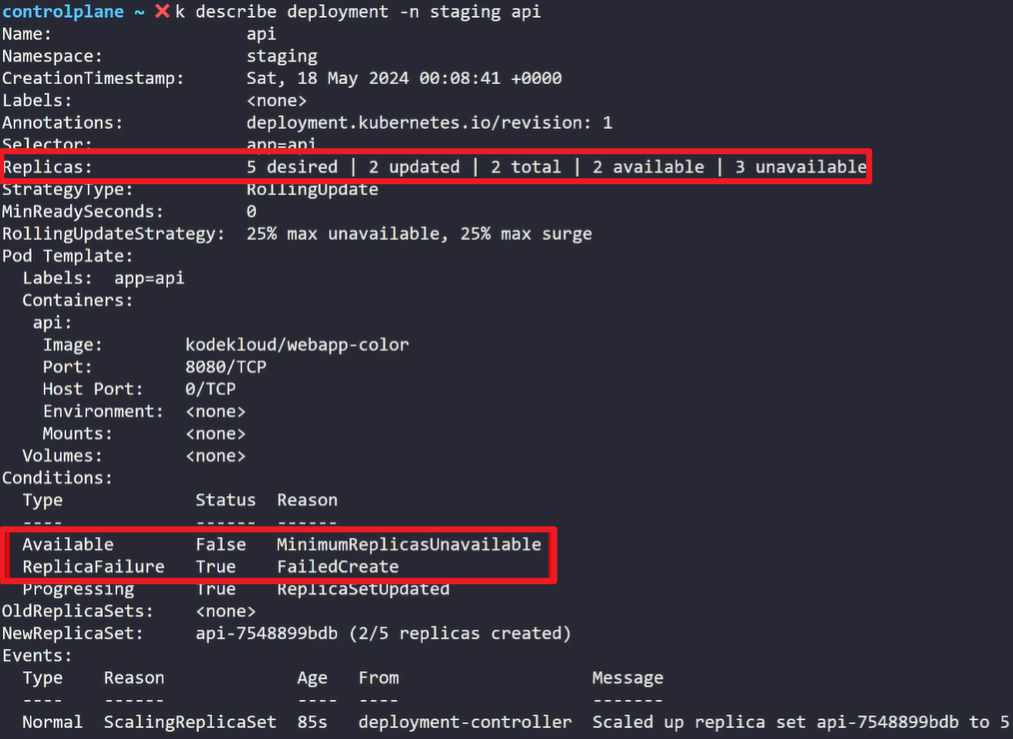 controlplane ~ ✖ k describe deployment -n staging api
Name:                   api
Namespace:              staging
CreationTimestamp:      Sat, 18 May 2024 00:08:41 +0000
Labels:                 <none>
Annotations:            deployment.kubernetes.io/revision: 1
Selector:               app=api
Replicas:               5 desired | 2 updated | 2 total | 2 available | 3 unavailable
StrategyType:           RollingUpdate
MinReadySeconds:        0
RollingUpdateStrategy:  25% max unavailable, 25% max surge
Pod Template:
  Labels:  app=api
  Containers:
   api:
    Image:        kodekloud/webapp-color
    Port:         8080/TCP
    Host Port:    0/TCP
    Environment:  <none>
    Mounts:       <none>
  Volumes:        <none>
Conditions:
  Type             Status  Reason
  ----             ------  ------
  Available        False   MinimumReplicasUnavailable
  ReplicaFailure   True    FailedCreate
  Progressing      True    ReplicaSetUpdated
OldReplicaSets:    <none>
NewReplicaSet:     api-7548899bdb (2/5 replicas created)
Events:
  Type    Reason             Age   From                   Message
  ----    ------             ----  ----                   -------
  Normal  ScalingReplicaSet  85s   deployment-controller  Scaled up replica set api-7548899bdb to 5